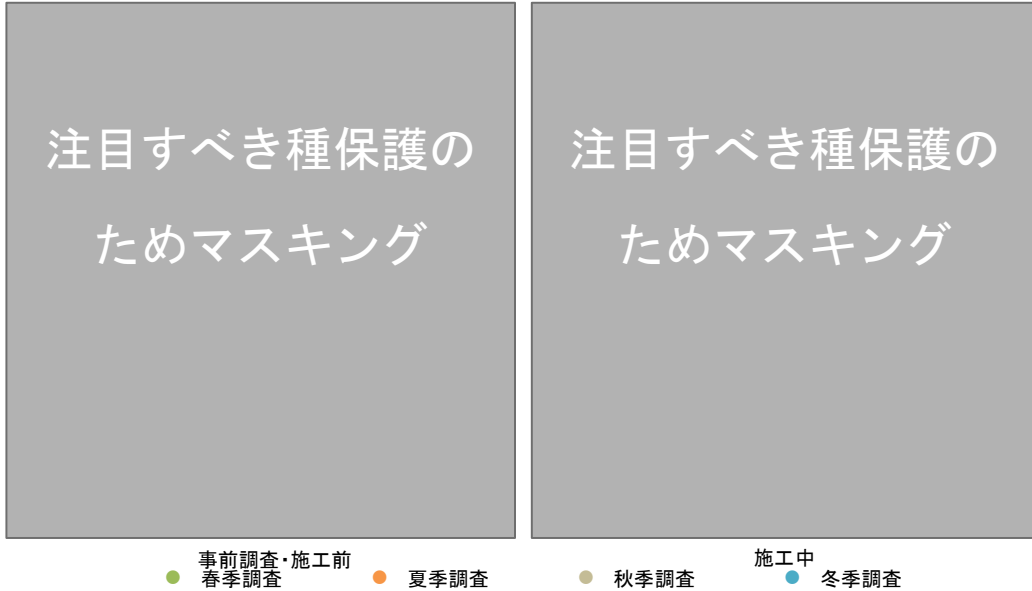 注目すべき種保護の
ためマスキング
注目すべき種保護の
ためマスキング
事前調査・施工前
施工中
春季調査
夏季調査
秋季調査
冬季調査